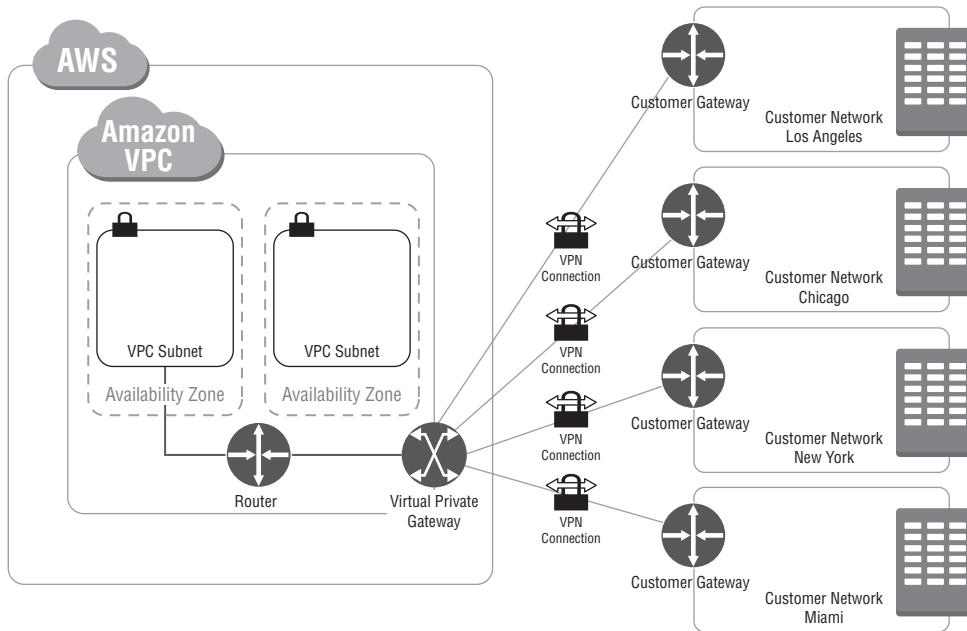 AWS
Amazon
VPC
VPC Subnet
Availability Zone
VPC Subnet
Availability Zone
Router
Virtual Private
Gateway
VPN
Connection
VPN
Connection
VPN
Connection
VPN
Connection
Customer Gateway
Customer Network
Los Angeles
Customer Gateway
Customer Network
Chicago
Customer Gateway
Customer Network
New York
Customer Gateway
Customer Network
Miami